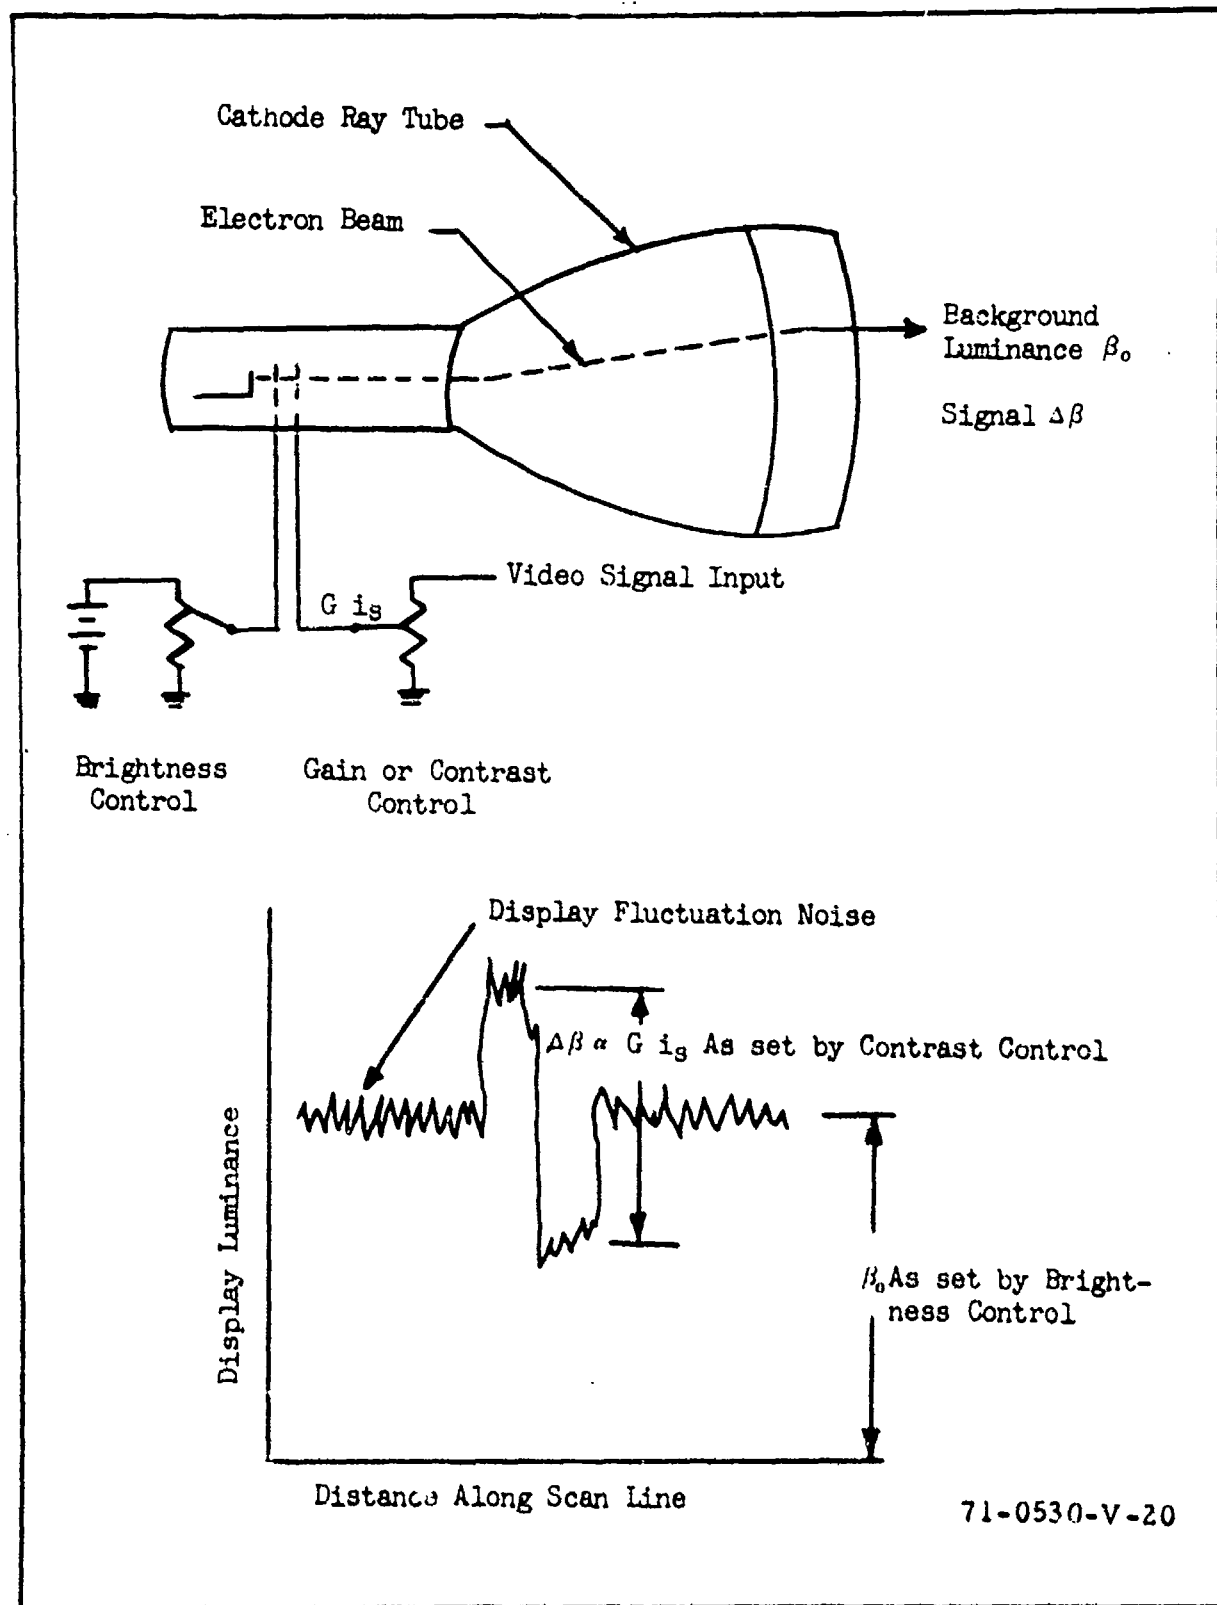 Cathode Ray Tube
Electron Beam
Background
Luminance β₀
Signal Δβ
Video Signal Input
G iₛ
Brightness
Control
Gain or Contrast
Control
Display Fluctuation Noise
Δβ α G iₛ As set by Contrast Control
Display Luminance
β₀ As set by Bright-
ness Control
Distance Along Scan Line
71-0530-V-20